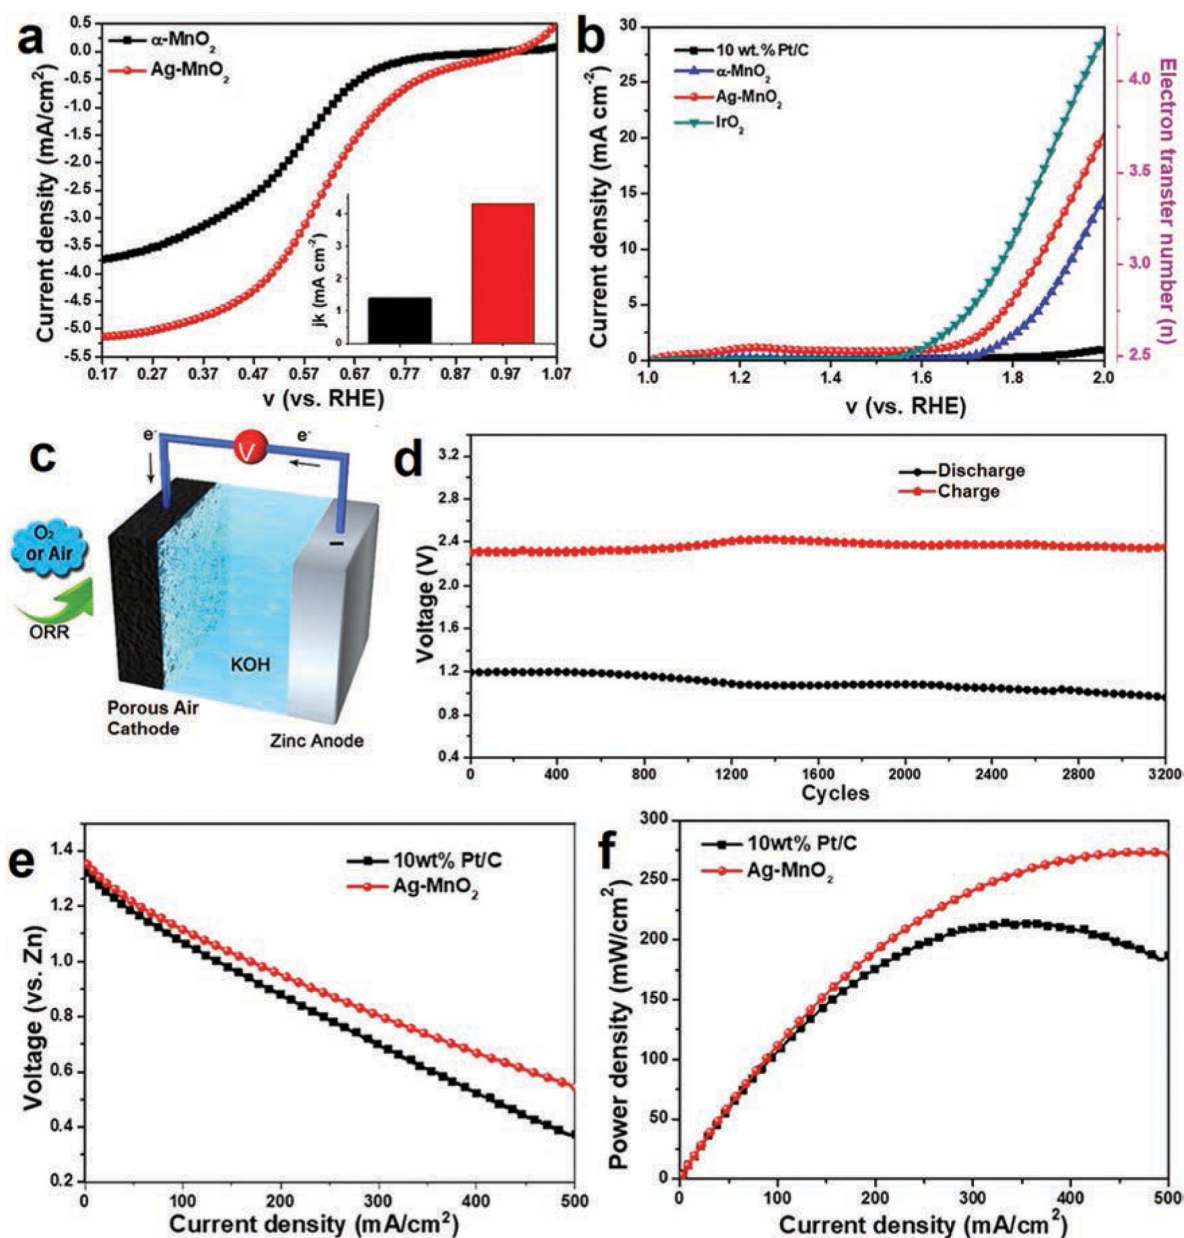 a
α-MnO2
Ag-MnO2
Current density (mA/cm2)
0.5
0.0
-0.5
-1.0
-1.5
-2.0
-2.5
-3.0
-3.5
-4.0
-4.5
-5.0
-5.5
0.17 0.27 0.37 0.47 0.57 0.67 0.77 0.87 0.97 1.07
v (vs. RHE)
jk (mA cm-2)
4
3
2
1
0
b
10 wt.% Pt/C
α-MnO2
Ag-MnO2
IrO2
Current density (mA cm-2)
30
25
20
15
10
5
0
1.0 1.2 1.4 1.6 1.8 2.0
v (vs. RHE)
4.0
3.5
3.0
2.5
Electron transter number (n)
c
e-
V
e-
O2
or Air
ORR
KOH
Porous Air
Cathode
Zinc Anode
d
Discharge
Charge
Voltage (V)
3.2
2.8
2.4
2.0
1.6
1.2
0.8
0.4
0 400 800 1200 1600 2000 2400 2800 3200
Cycles
e
10wt% Pt/C
Ag-MnO2
Voltage (vs. Zn)
1.4
1.2
1.0
0.8
0.6
0.4
0.2
0 100 200 300 400 500
Current density (mA/cm2)
f
10wt% Pt/C
Ag-MnO2
Power density (mW/cm2)
300
250
200
150
100
50
0
0 100 200 300 400 500
Current density (mA/cm2)